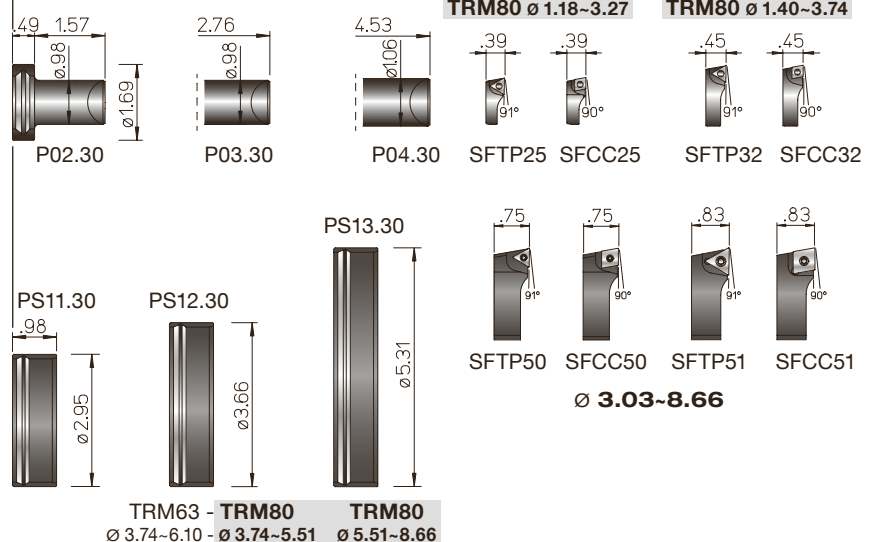 TRM80 Ø 1.18~3.27 TRM80 Ø 1.40~3.74
.49 1.57 2.76 4.53
ø.98 ø.98 ø1.06
ø1.69
P02.30 P03.30 P04.30
.39 .39 .45 .45
91° 90° 91° 90°
SFTP25 SFCC25 SFTP32 SFCC32
.75 .75 .83 .83
91° 90° 91° 90°
SFTP50 SFCC50 SFTP51 SFCC51
Ø 3.03~8.66
PS13.30
PS11.30 PS12.30
.98
ø2.95 ø3.66 ø5.31
TRM63 - TRM80 TRM80
Ø 3.74~6.10 - Ø 3.74~5.51 Ø 5.51~8.66